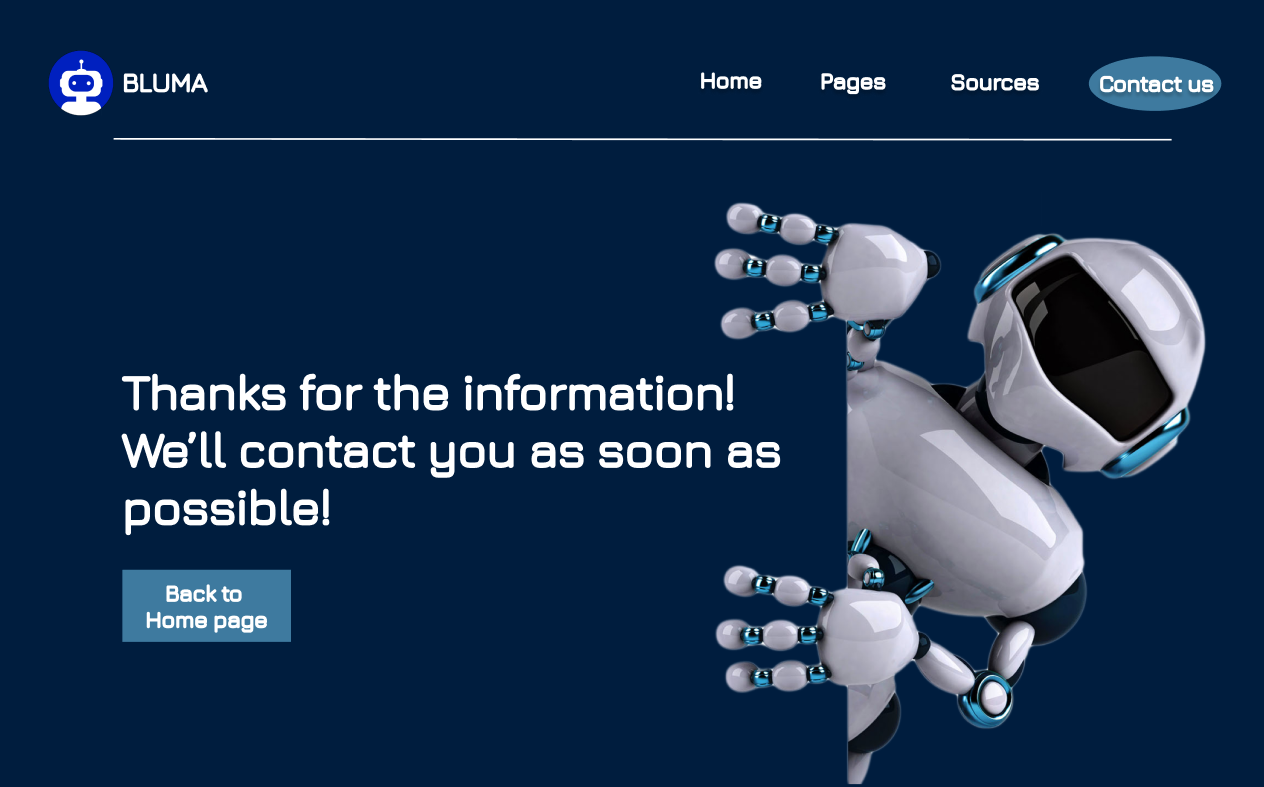 BLUMA
Home
Pages
Sources
Contact us
Thanks for the information!
We’ll contact you as soon as
possible!
Back to
Home page